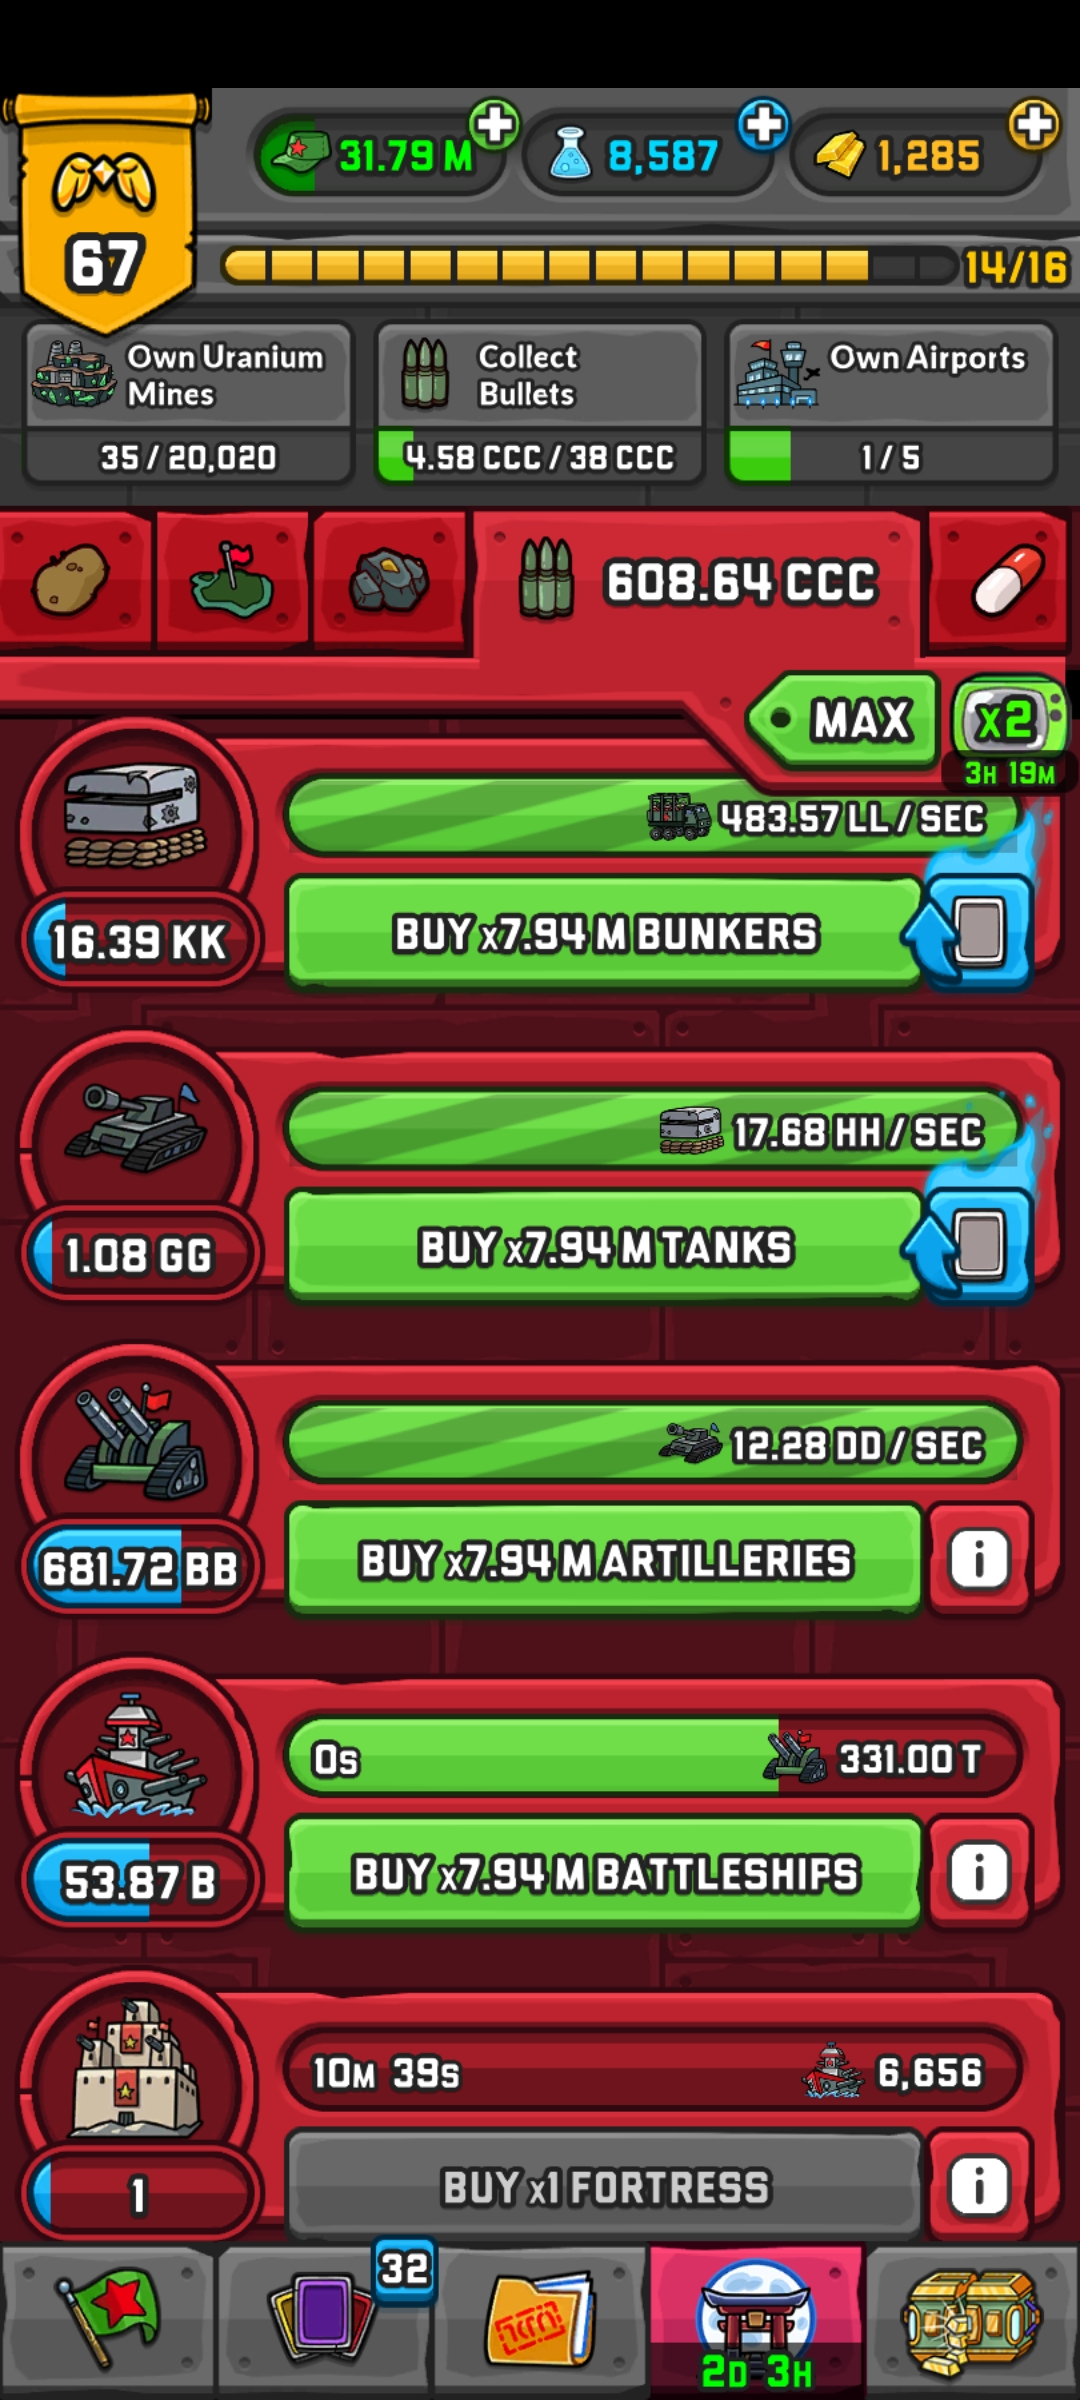 31.79 M
8,587
1,285
67
14/16
Own Uranium
Mines
35 / 20,020
Collect
Bullets
4.58 CCC / 38 CCC
Own Airports
1 / 5
608.64 CCC
MAX
x2
3H 19M
483.57 LL / SEC
16.39 KK
BUY x7.94 M BUNKERS
17.68 HH / SEC
1.08 GG
BUY x7.94 M TANKS
12.28 DD / SEC
681.72 BB
BUY x7.94 M ARTILLERIES
i
0s
331.00 T
53.87 B
BUY x7.94 M BATTLESHIPS
i
10M 39s
6,656
1
BUY x1 FORTRESS
i
32
2D 3H